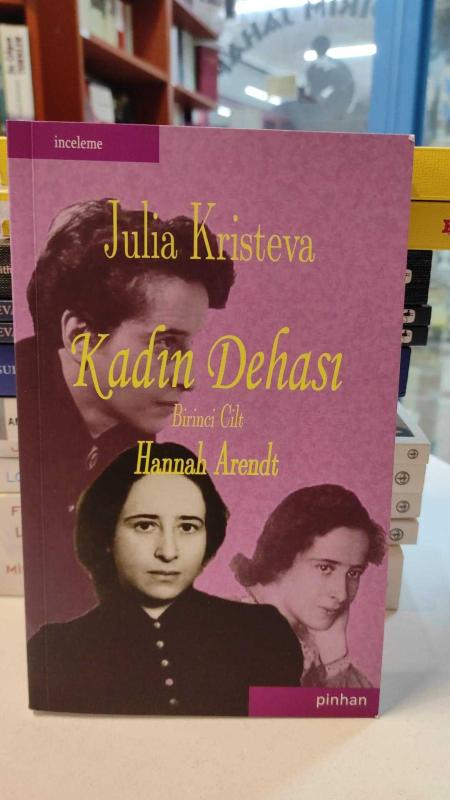 inceleme
Julia Kristeva
Kadın Dehası
Birinci Cilt
Hannah Arendt
pinhan